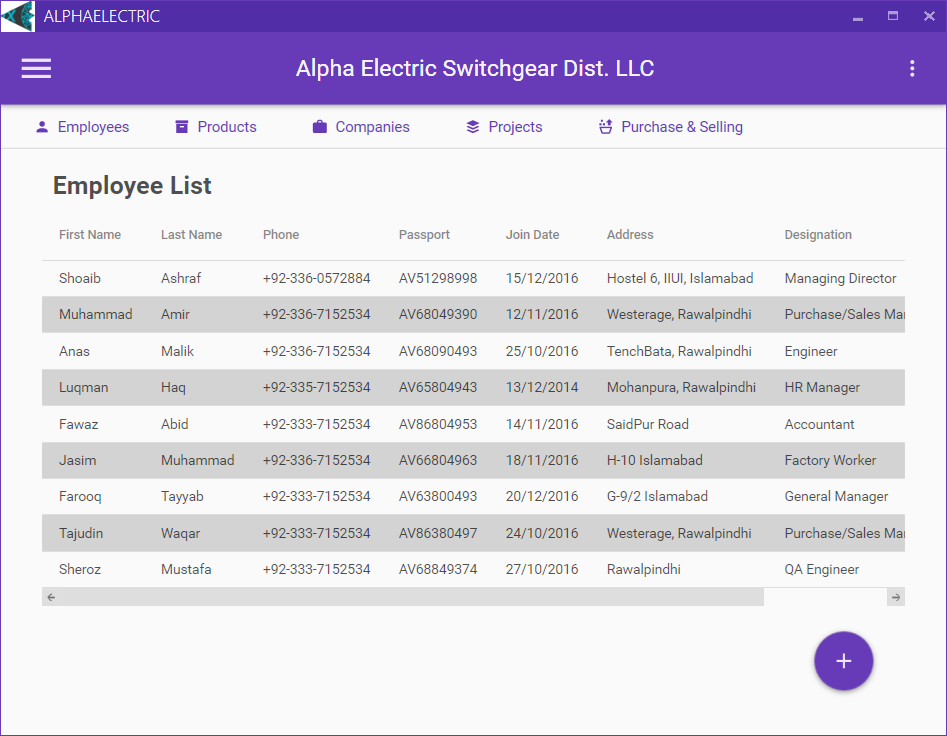 ALPHAELECTRIC
Alpha Electric Switchgear Dist. LLC
Employees Products Companies Projects Purchase & Selling
Employee List
First Name Last Name Phone Passport Join Date Address Designation
Shoaib Ashraf +92-336-0572884 AV51298998 15/12/2016 Hostel 6, IIUI, Islamabad Managing Director
Muhammad Amir +92-336-7152534 AV68049390 12/11/2016 Westerage, Rawalpindhi Purchase/Sales Mar
Anas Malik +92-336-7152534 AV68090493 25/10/2016 TenchBata, Rawalpindhi Engineer
Luqman Haq +92-335-7152534 AV65804943 13/12/2014 Mohanpura, Rawalpindhi HR Manager
Fawaz Abid +92-333-7152534 AV86804953 14/11/2016 SaidPur Road Accountant
Jasim Muhammad +92-336-7152534 AV66804963 18/11/2016 H-10 Islamabad Factory Worker
Farooq Tayyab +92-333-7152534 AV63800493 20/12/2016 G-9/2 Islamabad General Manager
Tajudin Waqar +92-333-7152534 AV86380497 24/10/2016 Westerage, Rawalpindhi Purchase/Sales Mar
Sheroz Mustafa +92-333-7152534 AV68849374 27/10/2016 Rawalpindhi QA Engineer